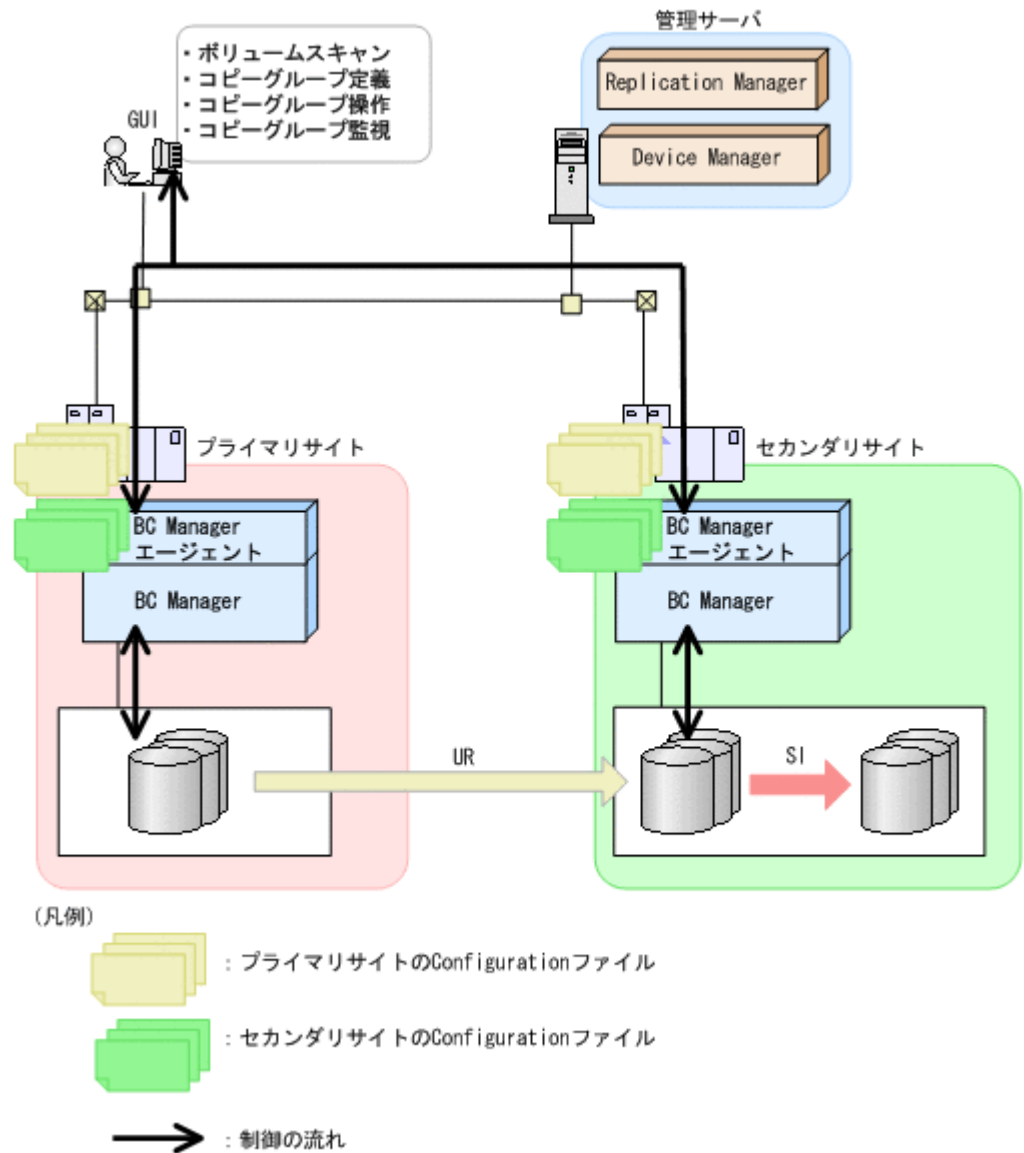 管理サーバ
・ボリュームスキャン
・コピーグループ定義
・コピーグループ操作
・コピーグループ監視
GUI
Replication Manager
Device Manager
プライマリサイト
セカンダリサイト
BC Manager
エージェント
BC Manager
BC Manager
エージェント
BC Manager
UR
SI
(凡例)
：プライマリサイトのConfigurationファイル
：セカンダリサイトのConfigurationファイル
：制御の流れ